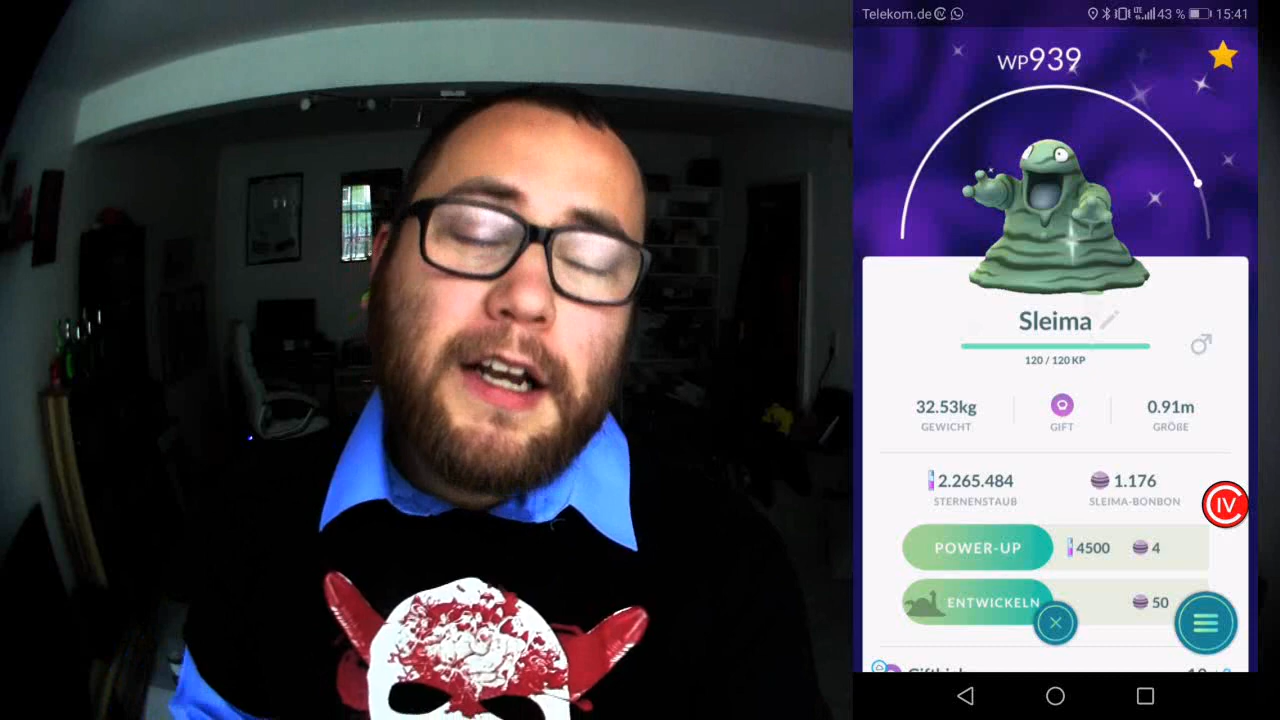 Telekom.de 43 % 15:41
WP939
Sleima
120 / 120 KP
32.53kg 0.91m
GEWICHT GIFT GRÖẞE
2.265.484 1.176
STERNENSTAUB SLEIMA-BONBON
IV
POWER-UP 4500 4
ENTWICKELN 50